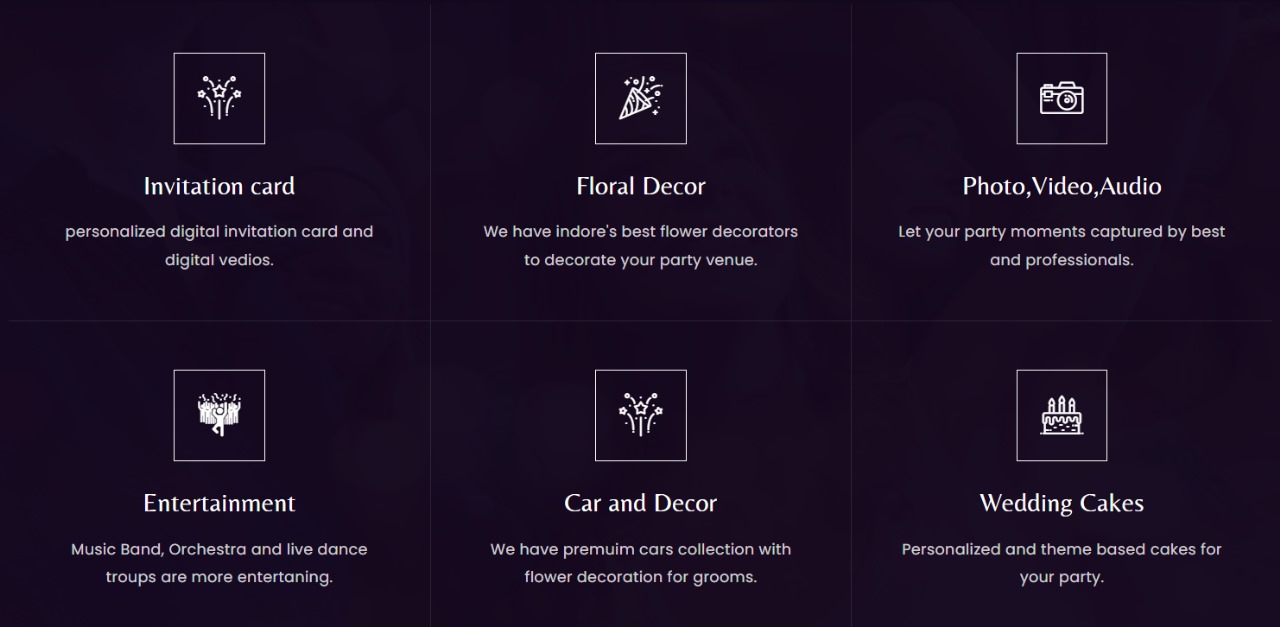 Invitation card
personalized digital invitation card and
digital vedios.
Floral Decor
We have indore's best flower decorators
to decorate your party venue.
Photo,Video,Audio
Let your party moments captured by best
and professionals.
Entertainment
Music Band, Orchestra and live dance
troups are more entertaning.
Car and Decor
We have premuim cars collection with
flower decoration for grooms.
Wedding Cakes
Personalized and theme based cakes for
your party.